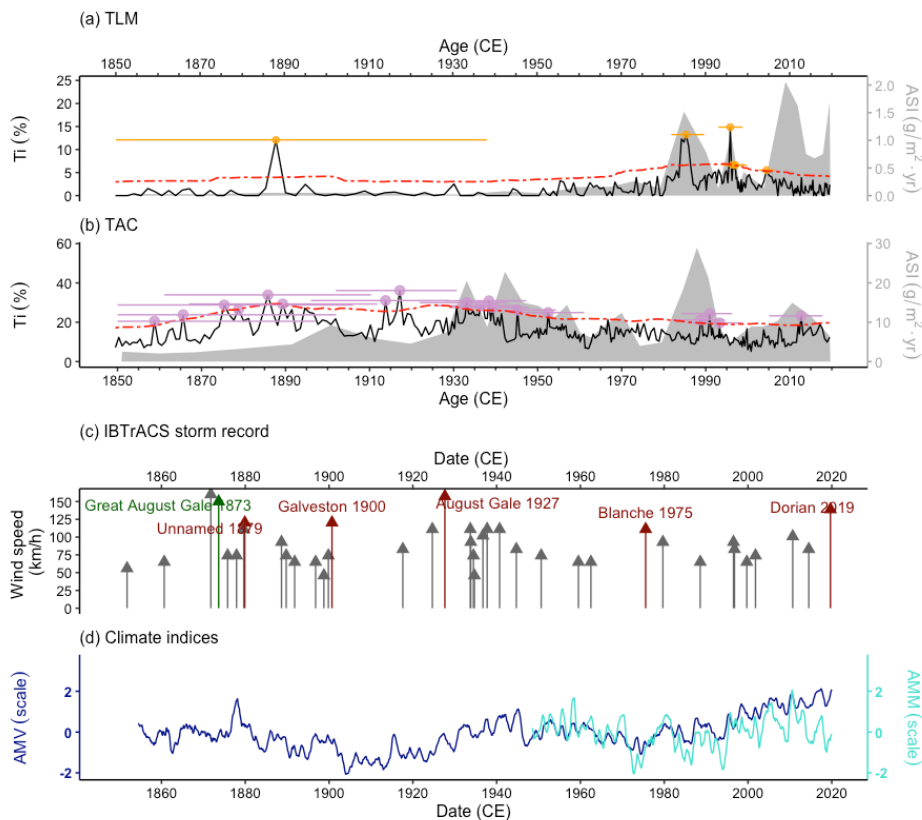 (a) TLM
Age (CE)
1850 1870 1890 1910 1930 1950 1970 1990 2010
25
20
15
10
5
0
Ti (%)
2.0
1.5
1.0
0.5
0.0
ASI (g/m²·yr)
(b) TAC
60
40
20
0
Ti (%)
30
20
10
0
ASI (g/m²·yr)
1850 1870 1890 1910 1930 1950 1970 1990 2010
Age (CE)
(c) IBTrACS storm record
Date (CE)
1860 1880 1900 1920 1940 1960 1980 2000 2020
150
125
100
75
50
25
0
Wind speed
(km/h)
Great August Gale 1873
Unnamed 1879
Galveston 1900
August Gale 1927
Blanche 1975
Dorian 2019
(d) Climate indices
2
0
-2
AMV (scale)
2
0
-2
AMM (scale)
1860 1880 1900 1920 1940 1960 1980 2000 2020
Date (CE)